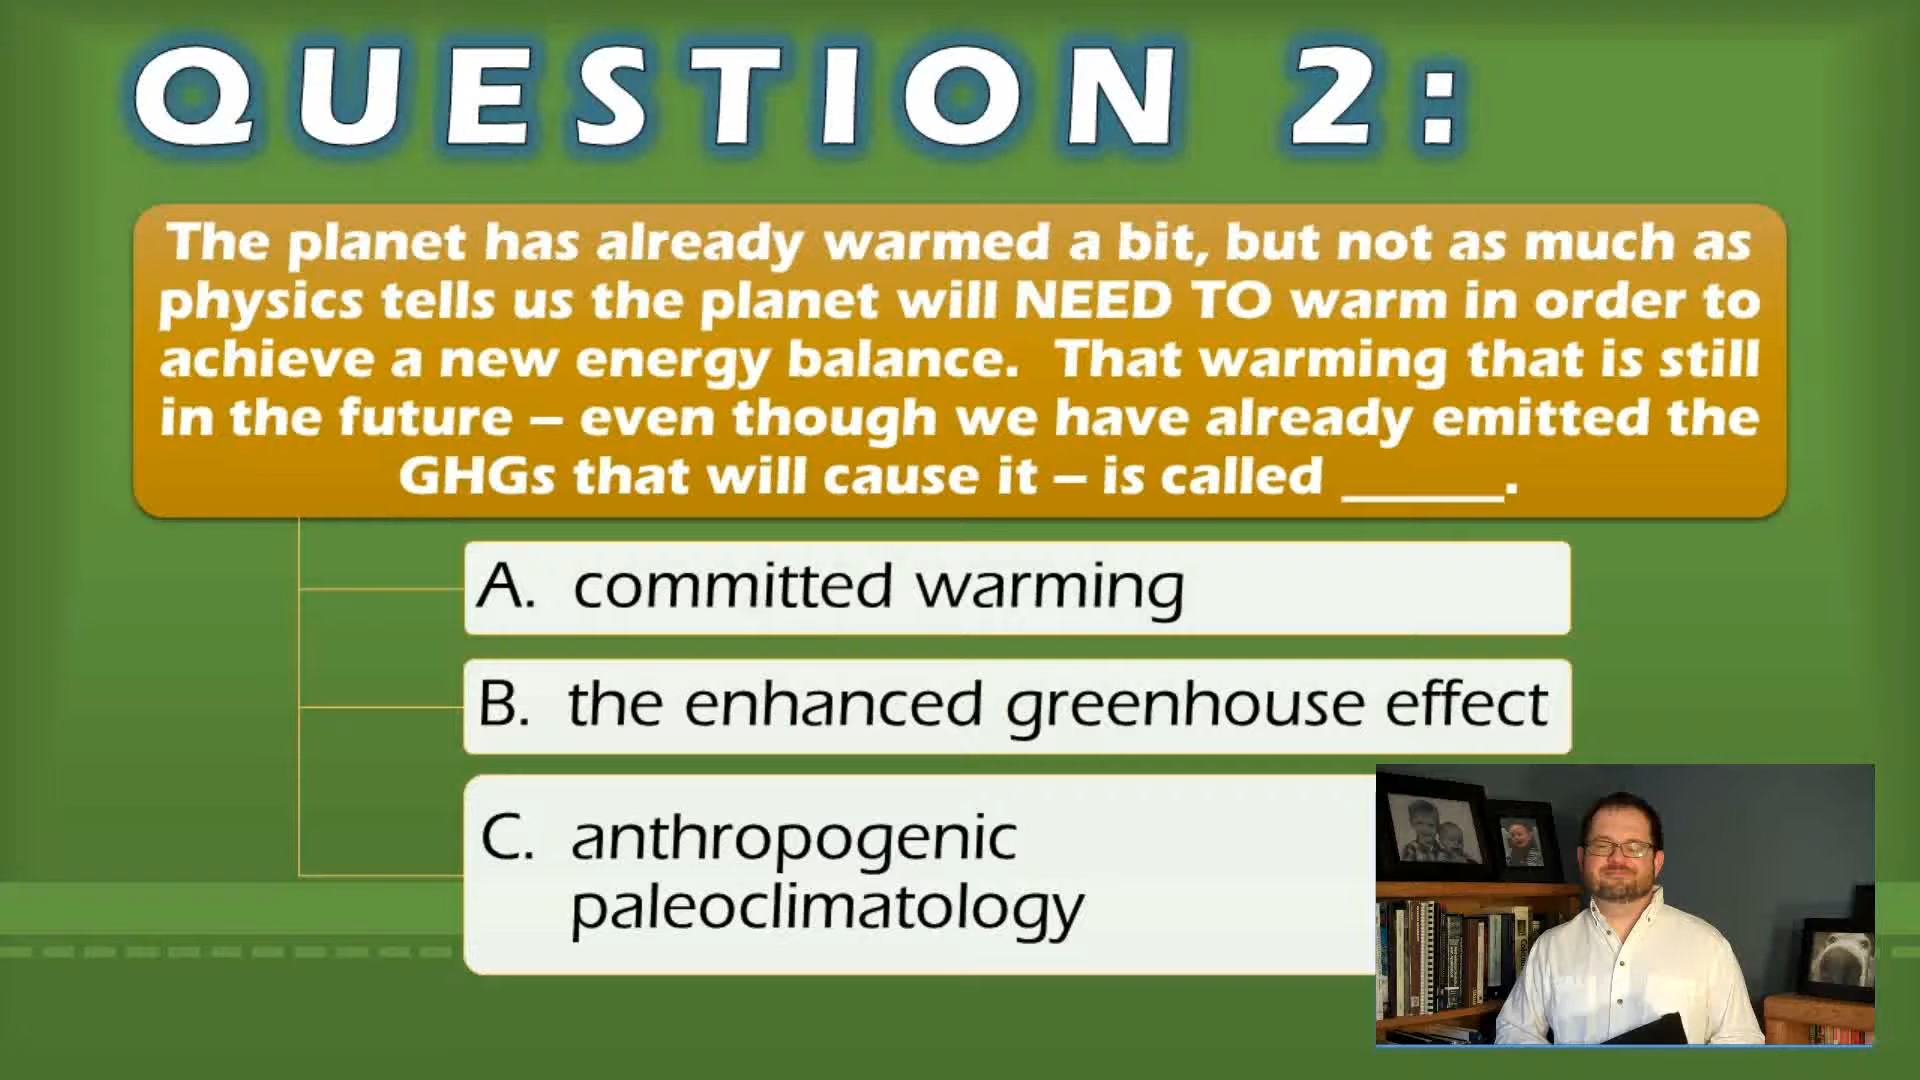 QUESTION 2:
The planet has already warmed a bit, but not as much as
physics tells us the planet will NEED TO warm in order to
achieve a new energy balance.  That warming that is still
in the future – even though we have already emitted the
GHGs that will cause it – is called ______.
A.  committed warming
B.  the enhanced greenhouse effect
C.  anthropogenic
paleoclimatology